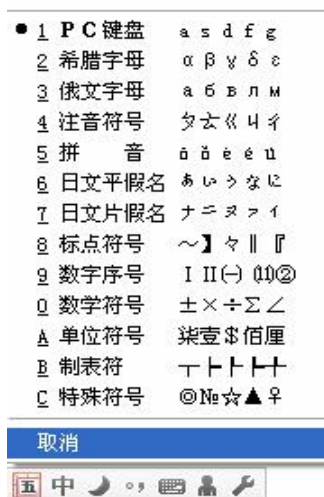 ● 1 PC键盘 a s d f g
2 希腊字母 α β γ δ ε
3 俄文字母 а б в л м
4 注音符号 ㄆㄊㄍㄐㄔ
5 拼 音 ā ǎ è é ū
6 日文平假名 あいうなに
7 日文片假名 ナニヌァィ
8 标点符号 ～】々‖『
9 数字序号 ⅠⅡ㈠⑾②
0 数学符号 ±×÷∑∠
A 单位符号 柒壹$佰厘
B 制表符 ┬├┝┡┾
C 特殊符号 ◎№☆▲♀
取消
五 中